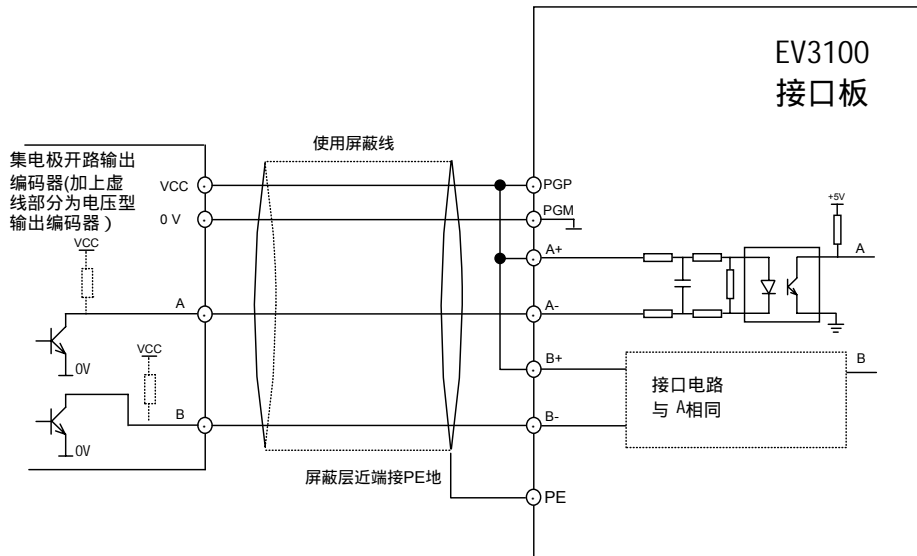 EV3100
接口板
使用屏蔽线
集电极开路输出
编码器(加上虚
线部分为电压型
输出编码器）
VCC
0 V
PGP
PGM
A+
+5V
A
VCC
A
A-
0V
VCC
B+
B
接口电路
与 A相同
B
B-
0V
屏蔽层近端接PE地
PE